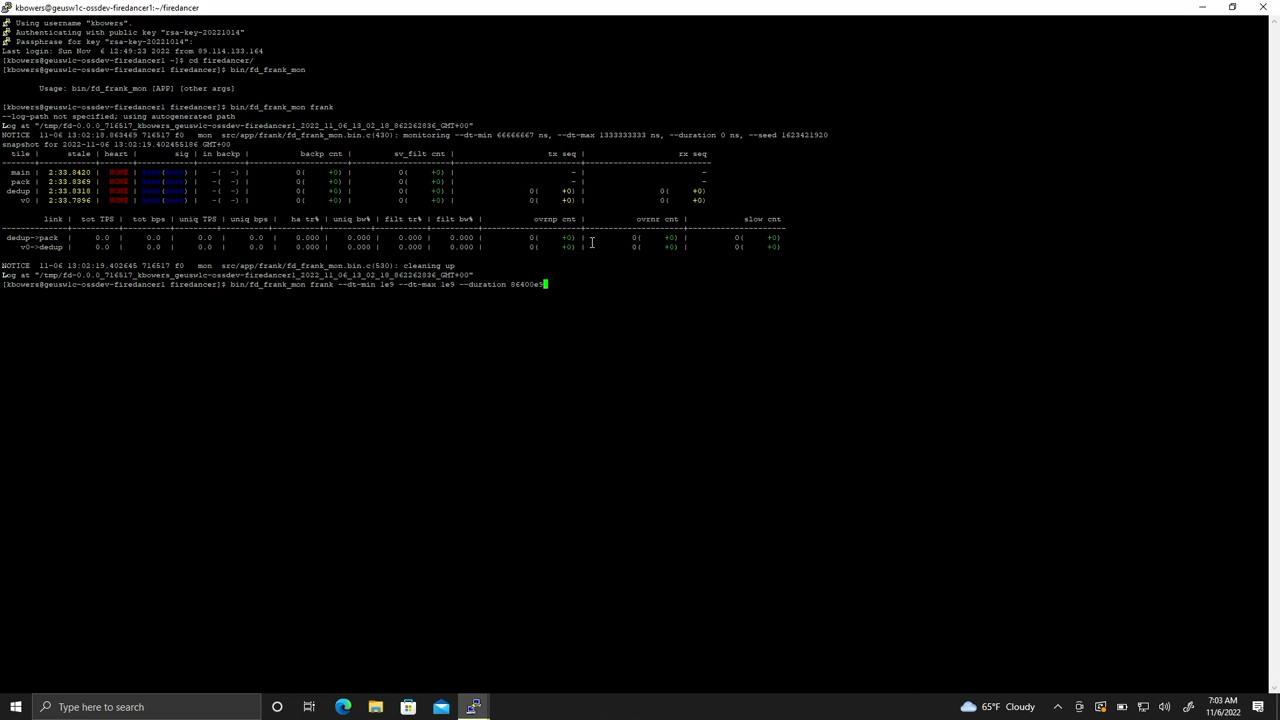 kbowers@geusw1c-ossdev-firedancer1:~/firedancer
Using username "kbowers".
Authenticating with public key "rsa-key-20221014"
Passphrase for key "rsa-key-20221014":
Last login: Sun Nov  6 12:49:23 2022 from 89.114.133.164
[kbowers@geusw1c-ossdev-firedancer1 ~]$ cd firedancer/
[kbowers@geusw1c-ossdev-firedancer1 firedancer]$ bin/fd_frank_mon
Usage: bin/fd_frank_mon [APP] [other args]
[kbowers@geusw1c-ossdev-firedancer1 firedancer]$ bin/fd_frank_mon frank
--log-path not specified; using autogenerated path
Log at "/tmp/fd-0.0.0_716517_kbowers_geusw1c-ossdev-firedancer1_2022_11_06_13_02_18_862262836_GMT+00"
NOTICE  11-06 13:02:18.863469 716517 f0   mon  src/app/frank/fd_frank_mon.bin.c(430): monitoring --dt-min 66666667 ns, --dt-max 1333333333 ns, --duration 0 ns, --seed 1623421920
snapshot for 2022-11-06 13:02:19.402455186 GMT+00
tile | stale | heart | sig | in backp | backp cnt | sv_filt cnt | tx seq | rx seq
main | 2:33.8420 | NONE | | -( -) | 0( +0) | 0( +0) | - | -
pack | 2:33.8369 | NONE | | -( -) | 0( +0) | 0( +0) | - | -
dedup | 2:33.8318 | NONE | | -( -) | 0( +0) | 0( +0) | 0( +0) | 0( +0)
v0 | 2:33.7896 | NONE | | -( -) | 0( +0) | 0( +0) | 0( +0) | 0( +0)
link | tot TPS | tot bps | uniq TPS | uniq bps | ha tr% | uniq bw% | filt tr% | filt bw% | ovrnp cnt | ovrnr cnt | slow cnt
dedup->pack | 0.0 | 0.0 | 0.0 | 0.0 | 0.000 | 0.000 | 0.000 | 0.000 | 0( +0) | 0( +0) | 0( +0)
v0->dedup | 0.0 | 0.0 | 0.0 | 0.0 | 0.000 | 0.000 | 0.000 | 0.000 | 0( +0) | 0( +0) | 0( +0)
NOTICE  11-06 13:02:19.402645 716517 f0   mon  src/app/frank/fd_frank_mon.bin.c(530): cleaning up
Log at "/tmp/fd-0.0.0_716517_kbowers_geusw1c-ossdev-firedancer1_2022_11_06_13_02_18_862262836_GMT+00"
[kbowers@geusw1c-ossdev-firedancer1 firedancer]$ bin/fd_frank_mon frank --dt-min 1e9 --dt-max 1e9 --duration 86400e9
Type here to search
65°F Cloudy
7:03 AM
11/6/2022